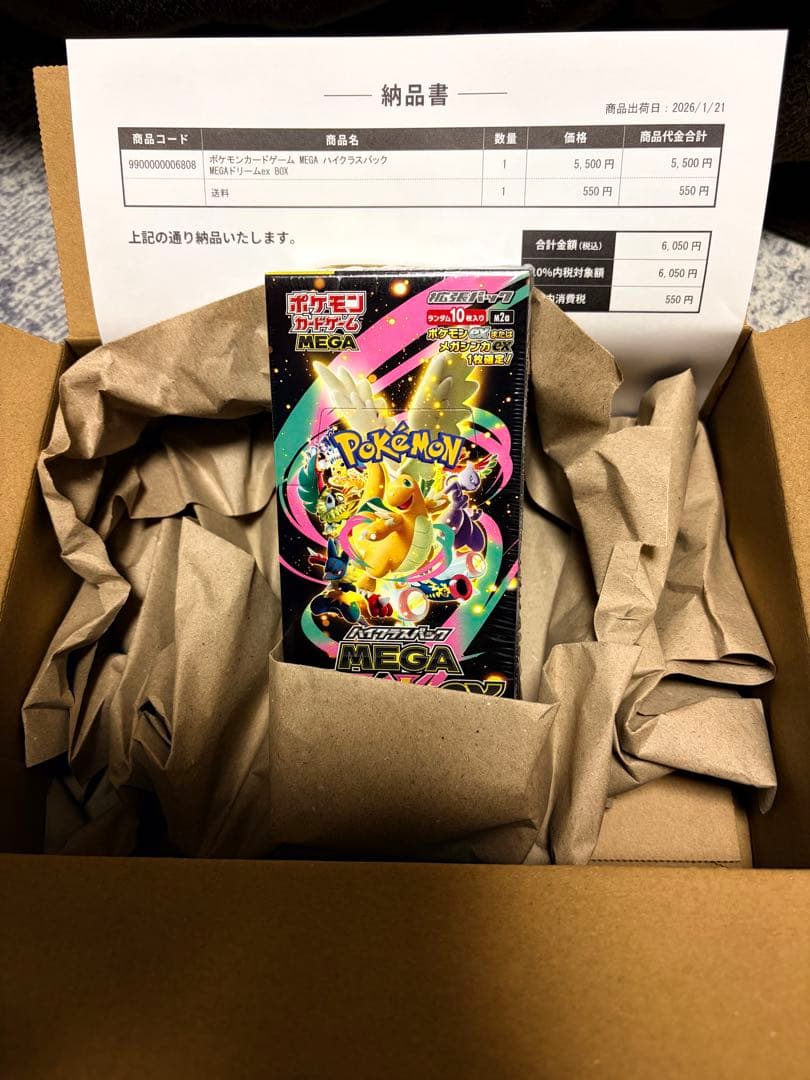 納品書
商品出荷日：2026/1/21
商品コード 商品名 数量 価格 商品代金合計
9900000006808 ポケモンカードゲーム MEGA ハイクラスパック 1 5,500 円 5,500 円
MEGAドリームex BOX
送料 1 550 円 550 円
上記の通り納品いたします。
合計金額(税込) 6,050 円
10%内税対象額 6,050 円
内消費税 550 円
ポケモン
カードゲーム
MEGA
拡張パック
ランダム10枚入り M2a
ポケモンexまたは
メガシンカex
1枚確定!
POKéMON
ハイクラスパック
MEGA
ex